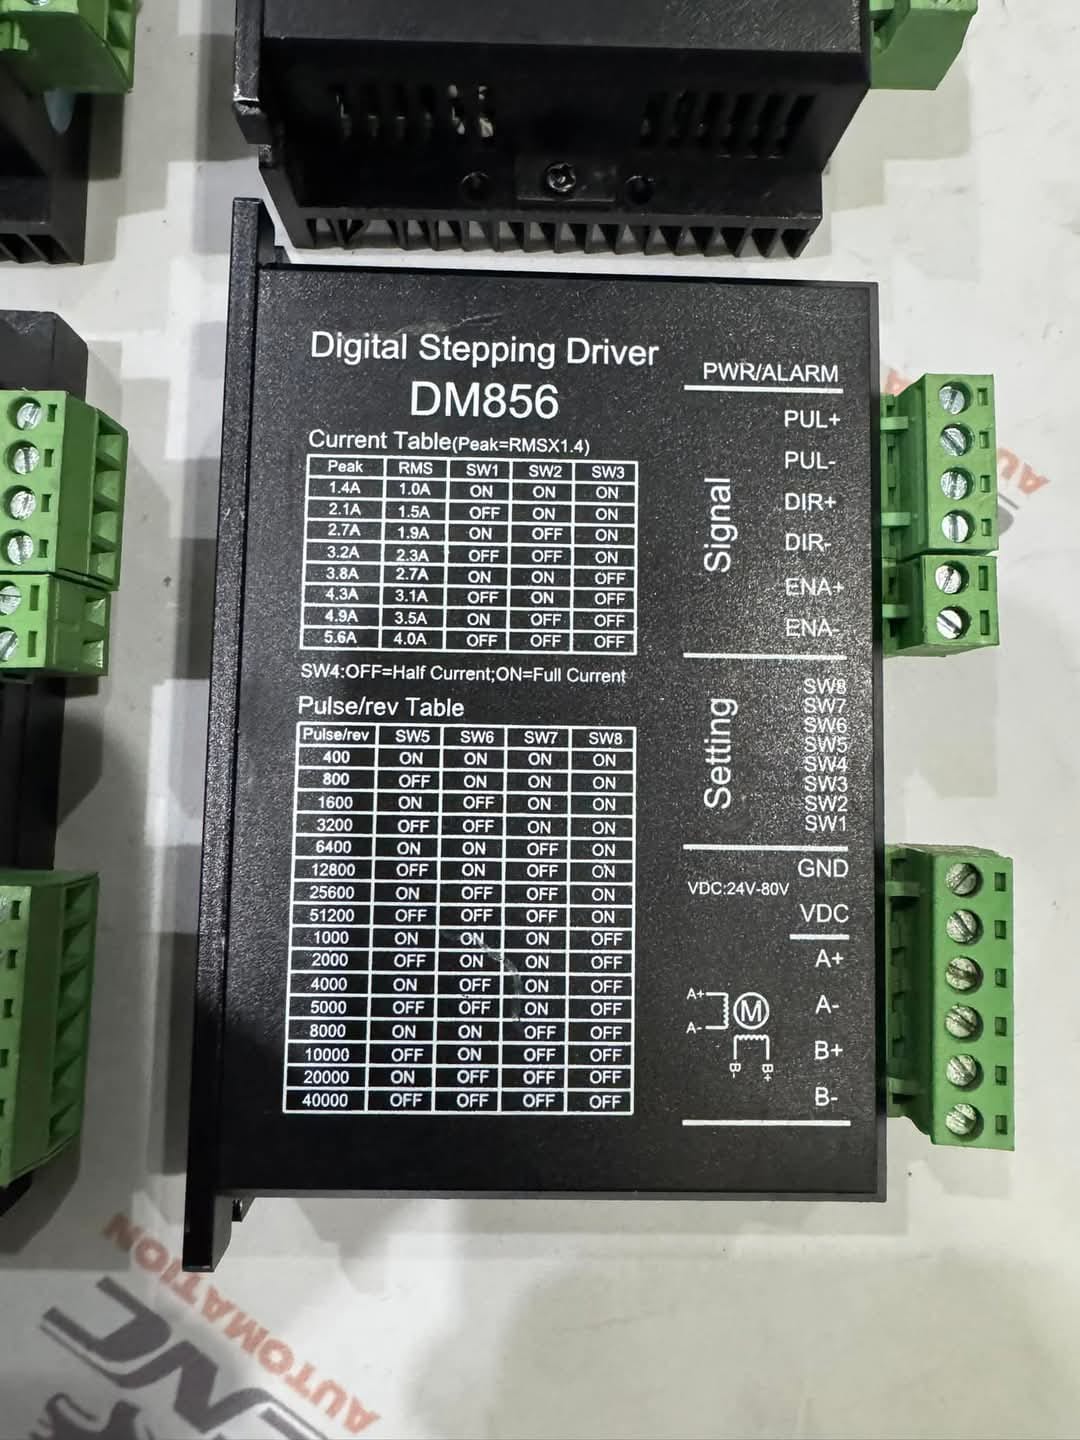 Digital Stepping Driver
DM856
Current Table(Peak=RMSX1.4)
Peak RMS SW1 SW2 SW3
1.4A 1.0A ON ON ON
2.1A 1.5A OFF ON ON
2.7A 1.9A ON OFF ON
3.2A 2.3A OFF OFF ON
3.8A 2.7A ON ON OFF
4.3A 3.1A OFF ON OFF
4.9A 3.5A ON OFF OFF
5.6A 4.0A OFF OFF OFF
SW4:OFF=Half Current;ON=Full Current
Pulse/rev Table
Pulse/rev SW5 SW6 SW7 SW8
400 ON ON ON ON
800 OFF ON ON ON
1600 ON OFF ON ON
3200 OFF OFF ON ON
6400 ON ON OFF ON
12800 OFF ON OFF ON
25600 ON OFF OFF ON
51200 OFF OFF OFF ON
1000 ON ON ON OFF
2000 OFF ON ON OFF
4000 ON OFF ON OFF
5000 OFF OFF ON OFF
8000 ON ON OFF OFF
10000 OFF ON OFF OFF
20000 ON OFF OFF OFF
40000 OFF OFF OFF OFF
PWR/ALARM
Signal
PUL+
PUL-
DIR+
DIR-
ENA+
ENA-
Setting
SW8
SW7
SW6
SW5
SW4
SW3
SW2
SW1
GND
VDC:24V-80V
VDC
A+
A-
B+
B-
A+
A-
M
B-
B+
AUTOMATION
CNC